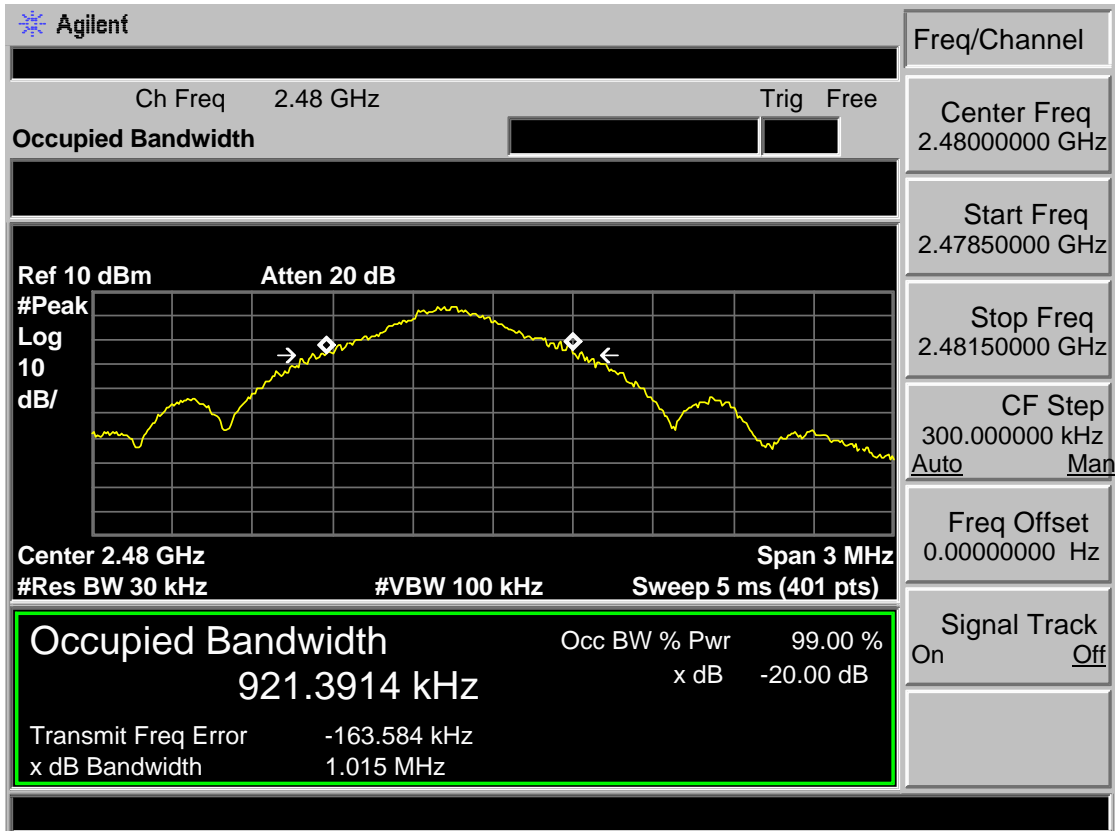 Agilent
Freq/Channel
Ch Freq 2.48 GHz Trig Free
Occupied Bandwidth
Center Freq
2.48000000 GHz
Start Freq
2.47850000 GHz
Stop Freq
2.48150000 GHz
CF Step
300.000000 kHz
Auto Man
Freq Offset
0.00000000 Hz
Signal Track
On Off
Ref 10 dBm Atten 20 dB
#Peak
Log
10
dB/
Center 2.48 GHz Span 3 MHz
#Res BW 30 kHz #VBW 100 kHz Sweep 5 ms (401 pts)
Occupied Bandwidth Occ BW % Pwr 99.00 %
921.3914 kHz x dB -20.00 dB
Transmit Freq Error -163.584 kHz
x dB Bandwidth 1.015 MHz